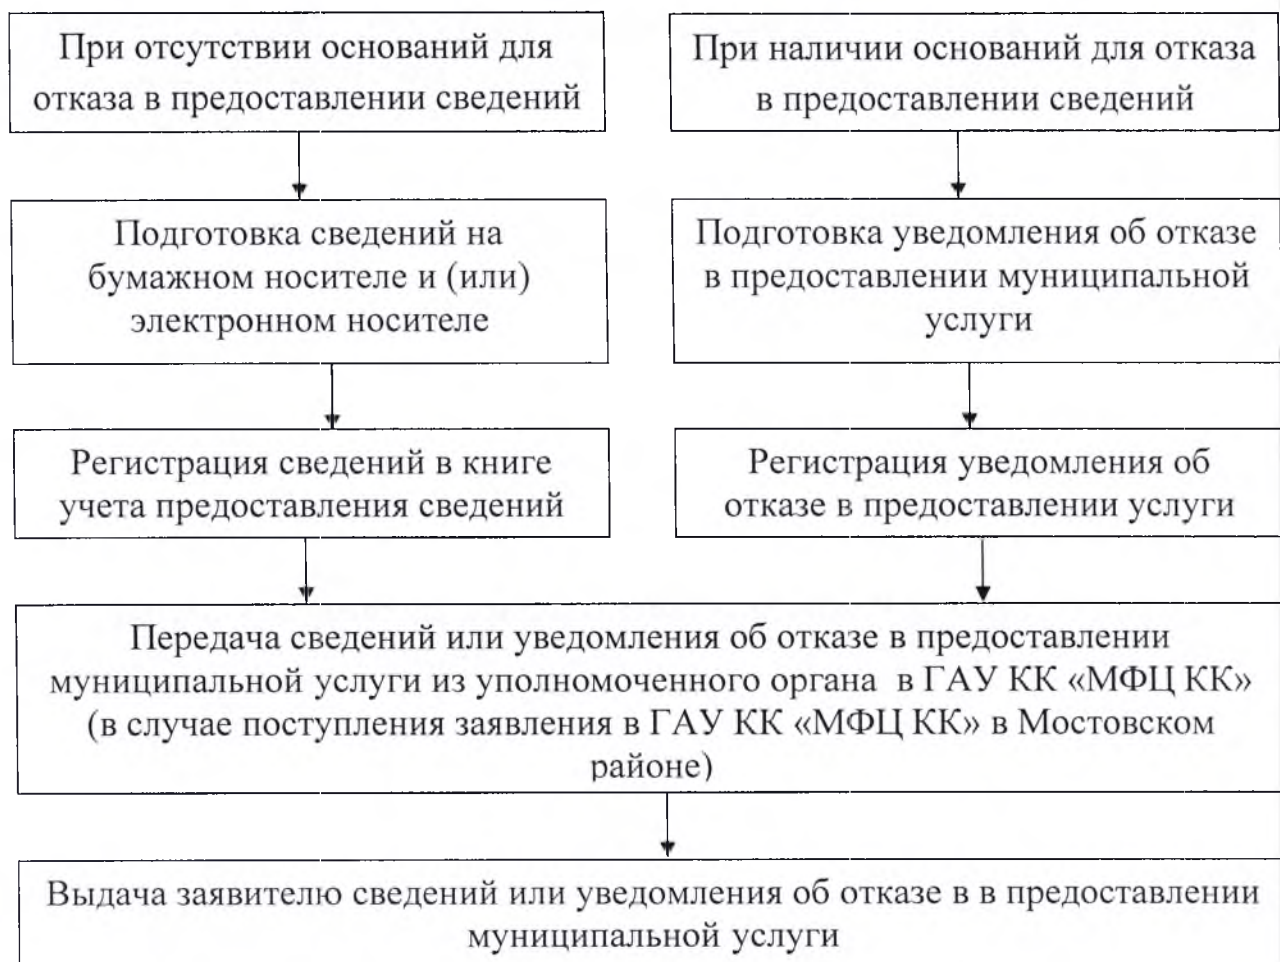 При отсутствии оснований для
отказа в предоставлении сведений
При наличии оснований для отказа
в предоставлении сведений
Подготовка сведений на
бумажном носителе и (или)
электронном носителе
Подготовка уведомления об отказе
в предоставлении муниципальной
услуги
Регистрация сведений в книге
учета предоставления сведений
Регистрация уведомления об
отказе в предоставлении услуги
Передача сведений или уведомления об отказе в предоставлении
муниципальной услуги из уполномоченного органа в ГАУ КК «МФЦ КК»
(в случае поступления заявления в ГАУ КК «МФЦ КК» в Мостовском
районе)
Выдача заявителю сведений или уведомления об отказе в в предоставлении
муниципальной услуги